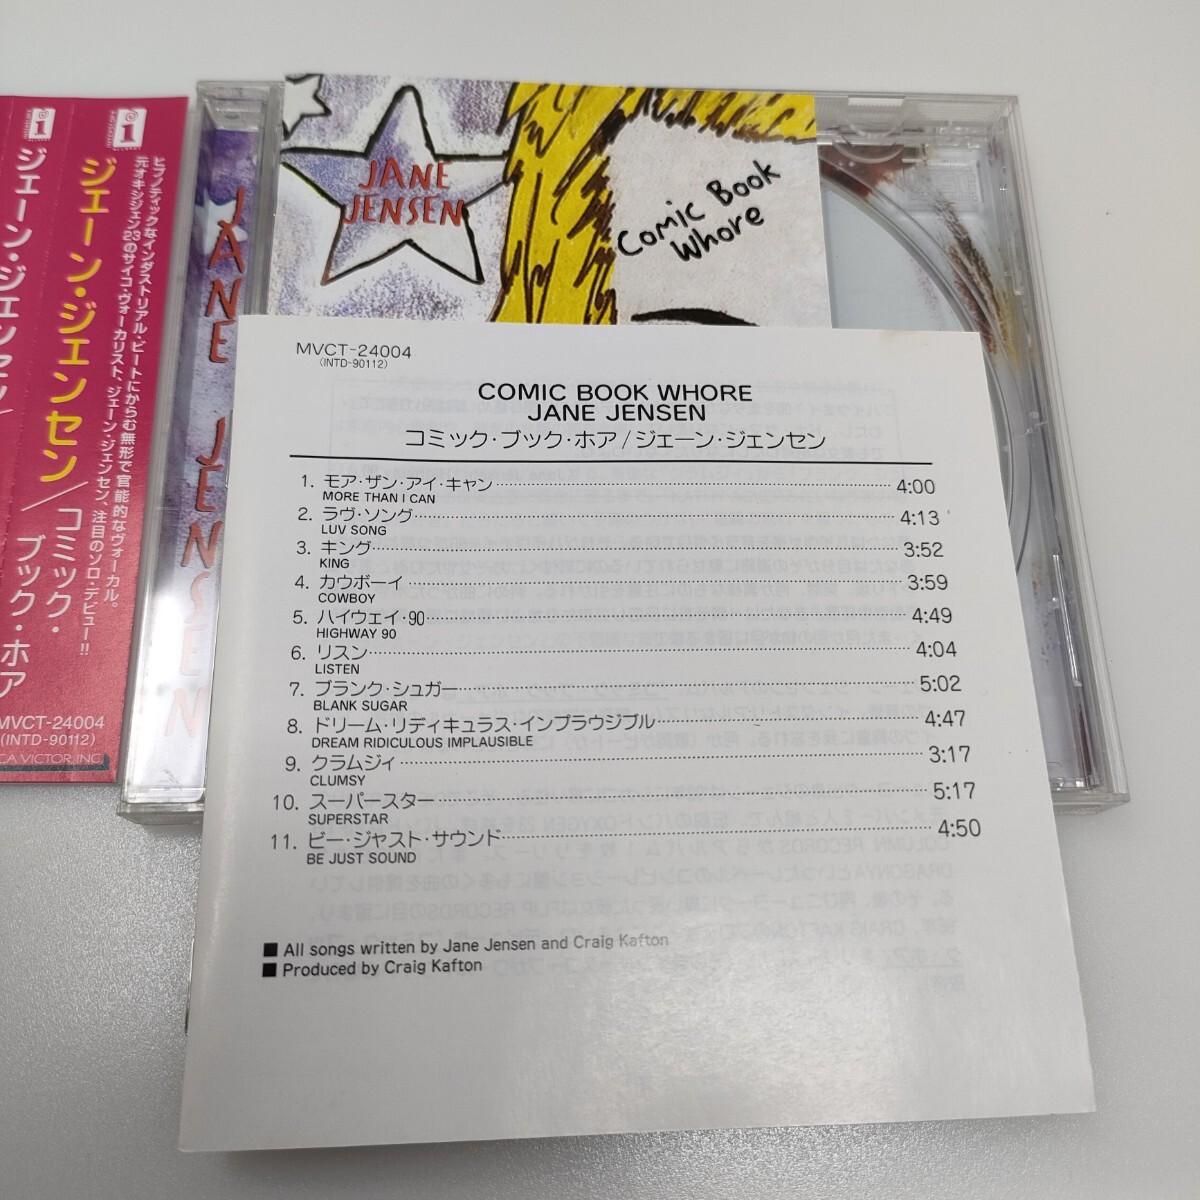 ジェーン・ジェンセン/
MVCT-24004
(INTD-90112)
ヒプノティックなインダストリアル・ビートにからむ無形で官能的なヴォーカル。
元オキシジェン23のサイコ・ヴォーカリスト、ジェーン・ジェンセン、注目のソロ・デビュー!!
ジェーン・ジェンセン/コミック・
ブック・ホア
VICTOR, INC.
JANE JENSEN
JANE
JENSEN
Comic Book
Whore
MVCT-24004
(INTD-90112)
COMIC BOOK WHORE
JANE JENSEN
コミック・ブック・ホア/ジェーン・ジェンセン
1. モア・ザン・アイ・キャン 4:00
MORE THAN I CAN
2. ラヴ・ソング 4:13
LUV SONG
3. キング 3:52
KING
4. カウボーイ 3:59
COWBOY
5. ハイウェイ・90 4:49
HIGHWAY 90
6. リスン 4:04
LISTEN
7. ブランク・シュガー 5:02
BLANK SUGAR
8. ドリーム・リディキュラス・インプラウジブル 4:47
DREAM RIDICULOUS IMPLAUSIBLE
9. クラムジィ 3:17
CLUMSY
10. スーパースター 5:17
SUPERSTAR
11. ビー・ジャスト・サウンド 4:50
BE JUST SOUND
■ All songs written by Jane Jensen and Craig Kafton
■ Produced by Craig Kafton